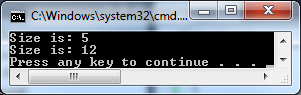 C:\Windows\system32\cmd....
Size is: 5
Size is: 12
Press any key to continue . . .